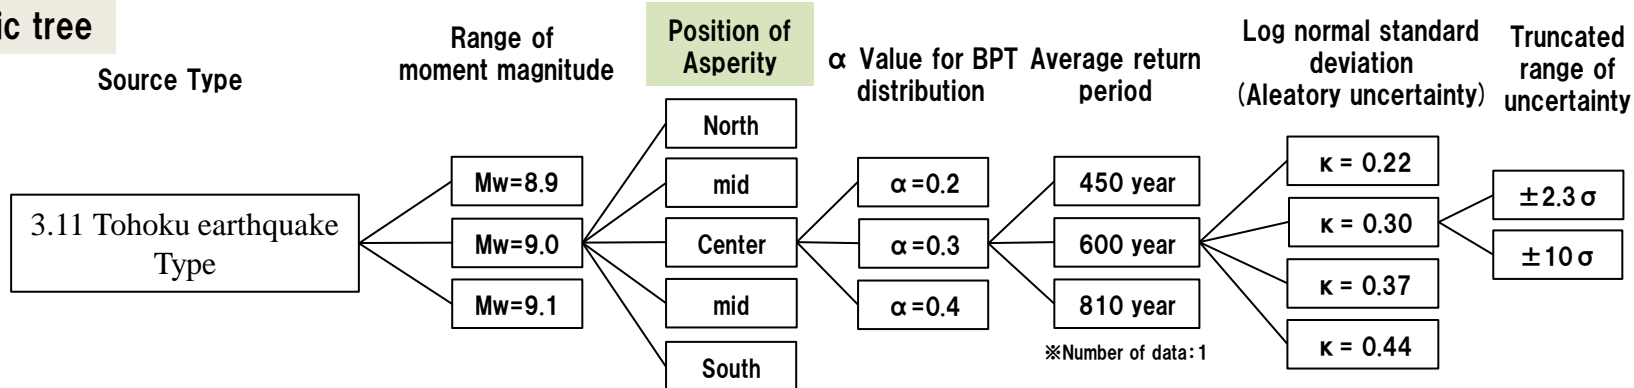 ic tree
Source Type
3.11 Tohoku earthquake
Type
Range of
moment magnitude
Mw=8.9
Mw=9.0
Mw=9.1
Position of
Asperity
North
mid
Center
mid
South
α Value for BPT
distribution
α=0.2
α=0.3
α=0.4
Average return
period
450 year
600 year
810 year
※Number of data:1
Log normal standard
deviation
(Aleatory uncertainty)
κ = 0.22
κ = 0.30
κ = 0.37
κ = 0.44
Truncated
range of
uncertainty
±2.3σ
±10σ